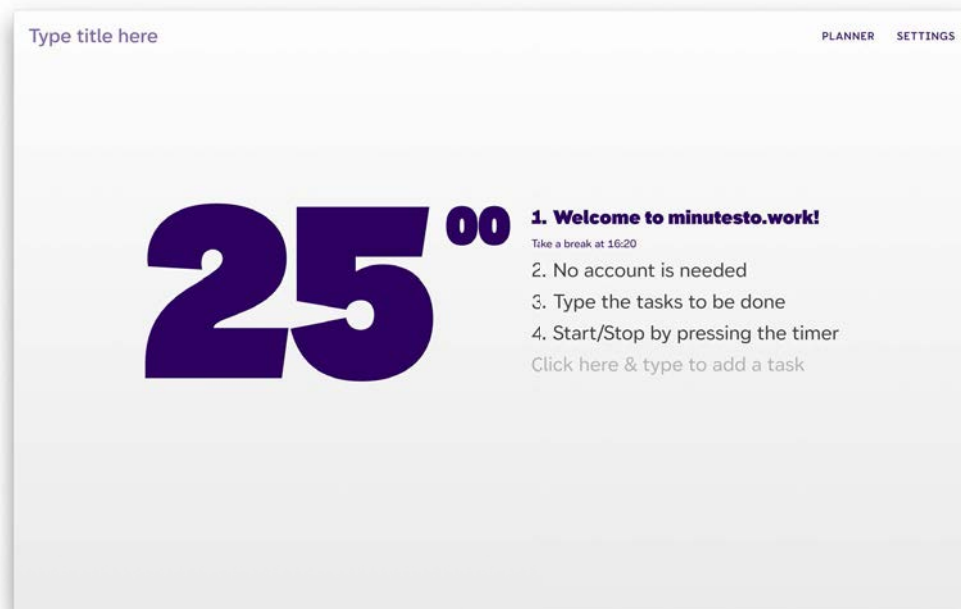 Type title here
PLANNER SETTINGS
25 00
1. Welcome to minutesto.work!
Take a break at 16:20
2. No account is needed
3. Type the tasks to be done
4. Start/Stop by pressing the timer
Click here & type to add a task